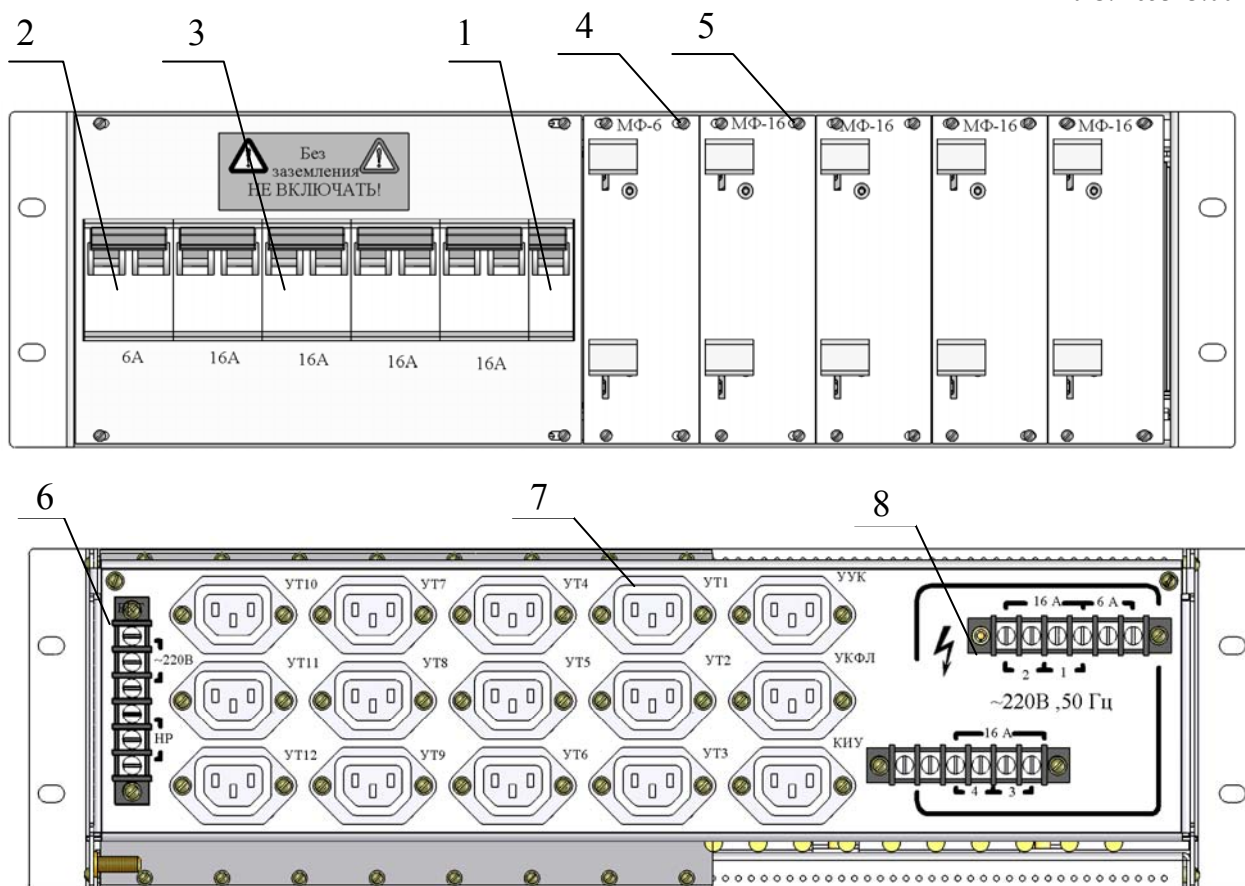 2 3 1 4 5
МФ-6 МФ-16 МФ-16 МФ-16 МФ-16
Без
заземления
НЕ ВКЛЮЧАТЬ!
6А 16А 16А 16А 16А
6 7 8
УТ10 УТ7 УТ4 УТ1 УУК
16 А 6 А
~220В
УТ11 УТ8 УТ5 УТ2 УКФЛ
2 1
~220В ,50 Гц
НР
16 А
УТ12 УТ9 УТ6 УТ3 КИУ
4 3